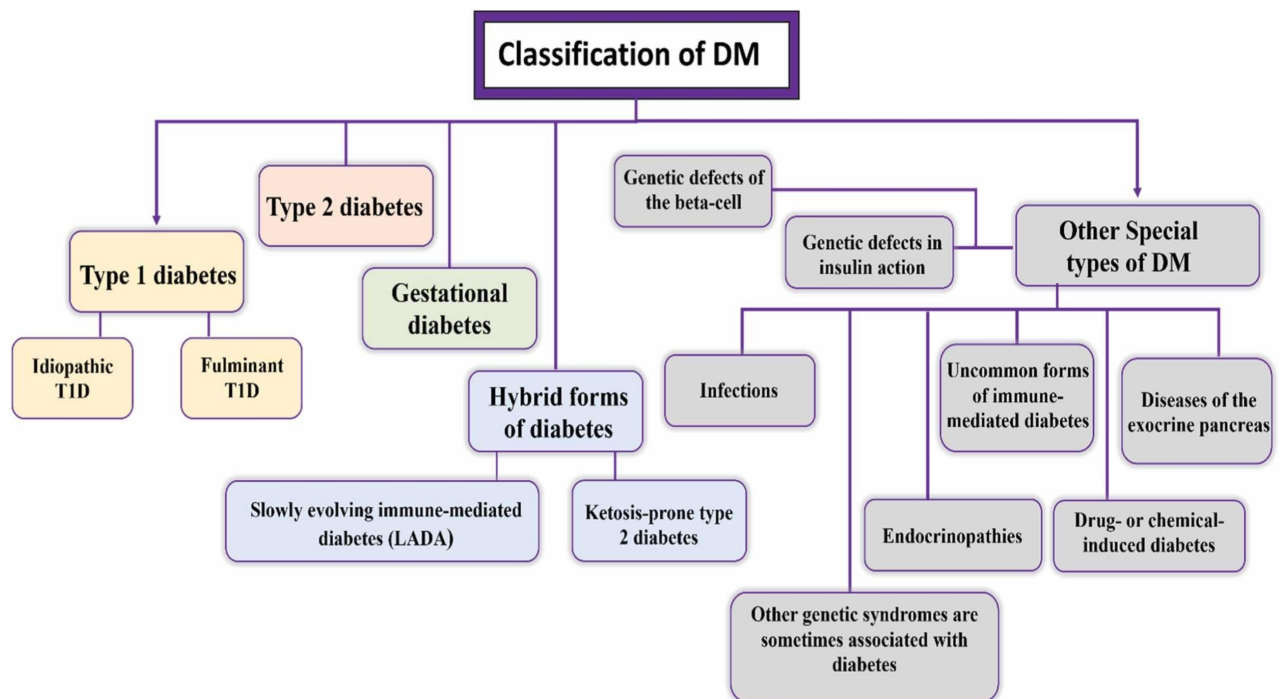 Classification of DM
Type 1 diabetes
Idiopathic
T1D
Fulminant
T1D
Type 2 diabetes
Gestational
diabetes
Hybrid forms
of diabetes
Slowly evolving immune-mediated
diabetes (LADA)
Ketosis-prone type
2 diabetes
Genetic defects of
the beta-cell
Genetic defects in
insulin action
Other Special
types of DM
Infections
Uncommon forms
of immune-
mediated diabetes
Diseases of the
exocrine pancreas
Endocrinopathies
Drug- or chemical-
induced diabetes
Other genetic syndromes are
sometimes associated with
diabetes